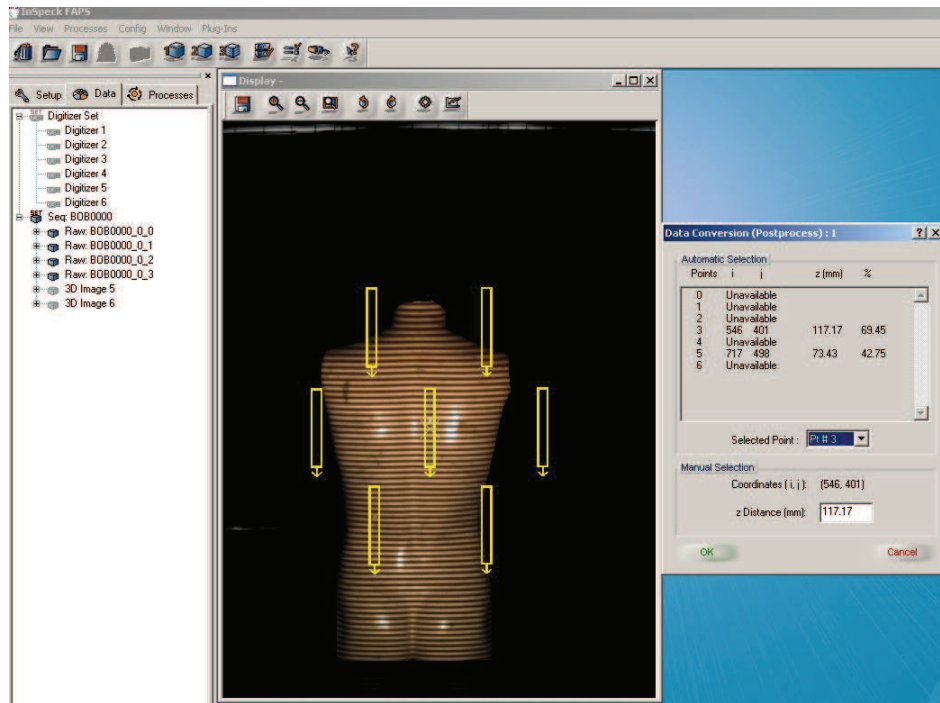 InSpeck FAPS
File View Processes Config Window Plug-Ins
Setup Data Processes
Digitizer Set
Digitizer 1
Digitizer 2
Digitizer 3
Digitizer 4
Digitizer 5
Digitizer 6
Seq: BOB0000
Raw: BOB0000_0_0
Raw: BOB0000_0_1
Raw: BOB0000_0_2
Raw: BOB0000_0_3
3D Image 5
3D Image 6
Display -
Data Conversion (Postprocess) : 1
Automatic Selection
Points i j z (mm) %
0 Unavailable
1 Unavailable
2 Unavailable
3 546 401 117.17 69.45
4 Unavailable
5 717 498 73.43 42.75
6 Unavailable
Selected Point : Pt # 3
Manual Selection
Coordinates ( i, j ): (546, 401)
z Distance (mm): 117.17
OK Cancel